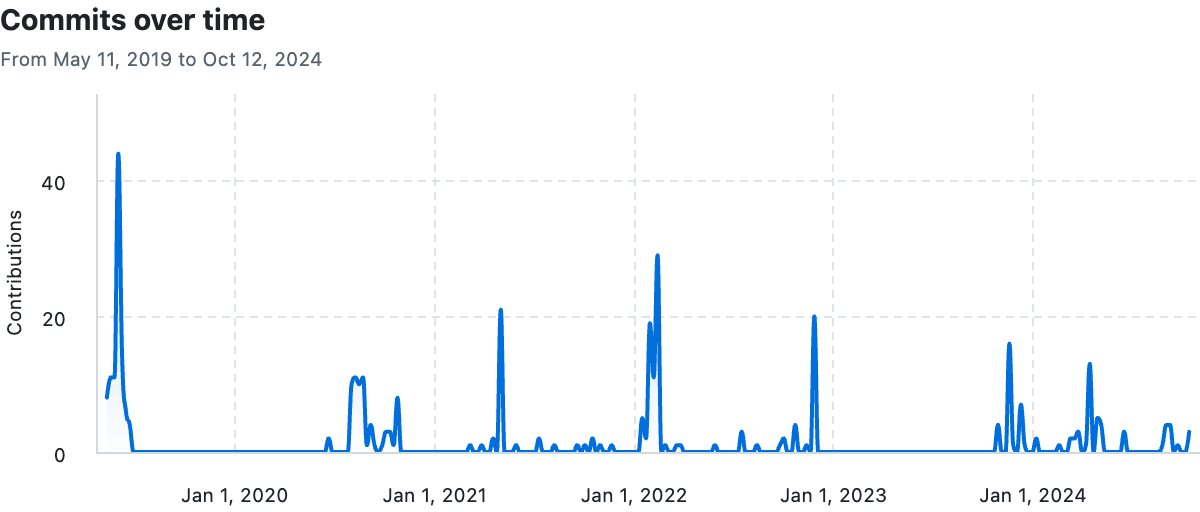 Commits over time
From May 11, 2019 to Oct 12, 2024
Contributions
40
20
0
Jan 1, 2020
Jan 1, 2021
Jan 1, 2022
Jan 1, 2023
Jan 1, 2024